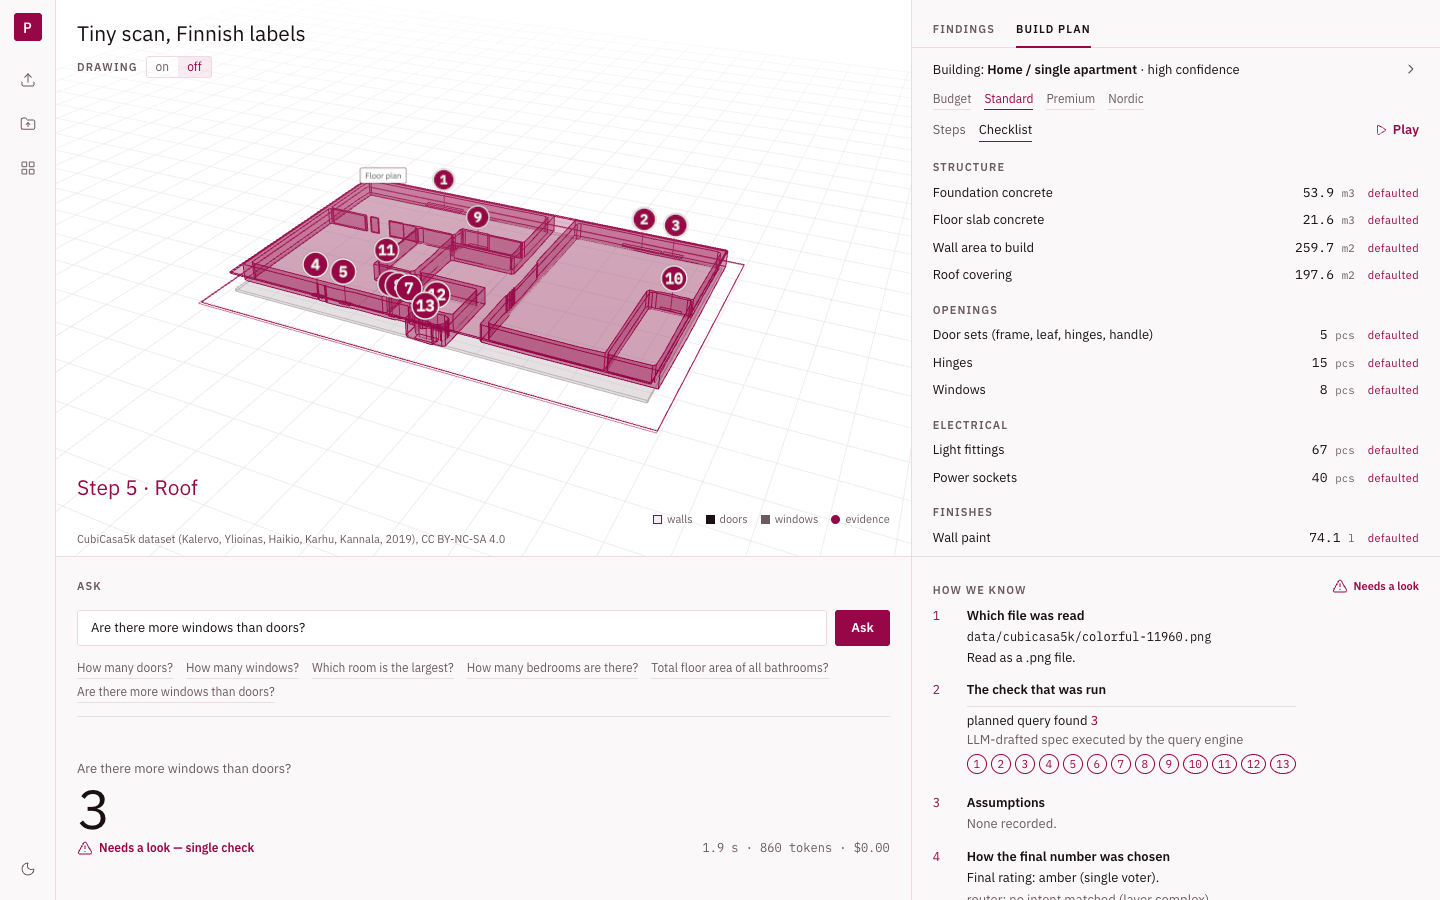 P
Tiny scan, Finnish labels
DRAWING on off
Floor plan
1
9
2
3
11
4
5
10
7
12
13
Step 5 · Roof
walls doors windows evidence
CubiCasa5k dataset (Kalervo, Ylioinas, Haikio, Karhu, Kannala, 2019), CC BY-NC-SA 4.0
ASK
Are there more windows than doors?
Ask
How many doors? How many windows? Which room is the largest? How many bedrooms are there? Total floor area of all bathrooms?
Are there more windows than doors?
Are there more windows than doors?
3
Needs a look — single check
1.9 s · 860 tokens · $0.00
FINDINGS BUILD PLAN
Building: Home / single apartment · high confidence
Budget Standard Premium Nordic
Steps Checklist
Play
STRUCTURE
Foundation concrete 53.9 m3 defaulted
Floor slab concrete 21.6 m3 defaulted
Wall area to build 259.7 m2 defaulted
Roof covering 197.6 m2 defaulted
OPENINGS
Door sets (frame, leaf, hinges, handle) 5 pcs defaulted
Hinges 15 pcs defaulted
Windows 8 pcs defaulted
ELECTRICAL
Light fittings 67 pcs defaulted
Power sockets 40 pcs defaulted
FINISHES
Wall paint 74.1 l defaulted
HOW WE KNOW
Needs a look
1 Which file was read
data/cubicasa5k/colorful-11960.png
Read as a .png file.
2 The check that was run
planned query found 3
LLM-drafted spec executed by the query engine
1 2 3 4 5 6 7 8 9 10 11 12 13
3 Assumptions
None recorded.
4 How the final number was chosen
Final rating: amber (single voter).
router: no intent matched (layer complex)